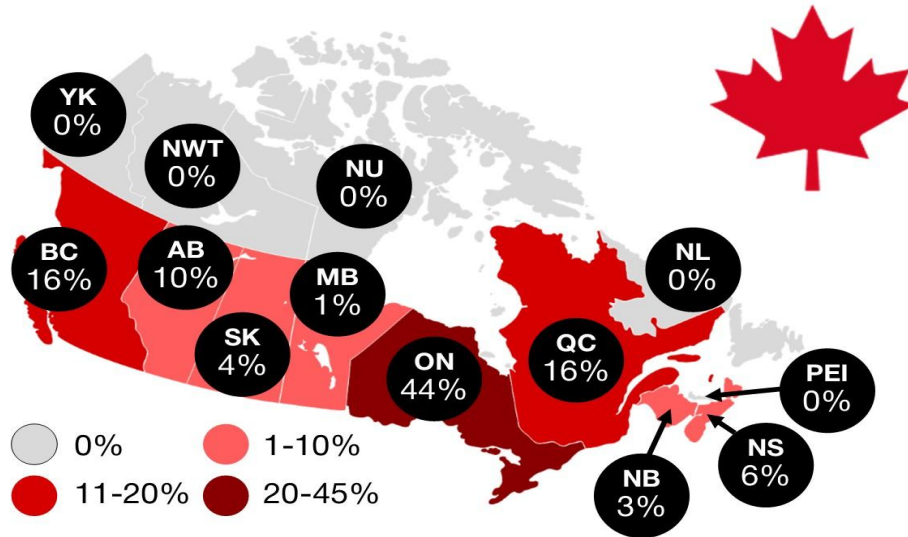 YK
0%
NWT
0%
NU
0%
BC
16%
AB
10%
MB
1%
NL
0%
SK
4%
ON
44%
QC
16%
PEI
0%
NB
3%
NS
6%
0%
1-10%
11-20%
20-45%